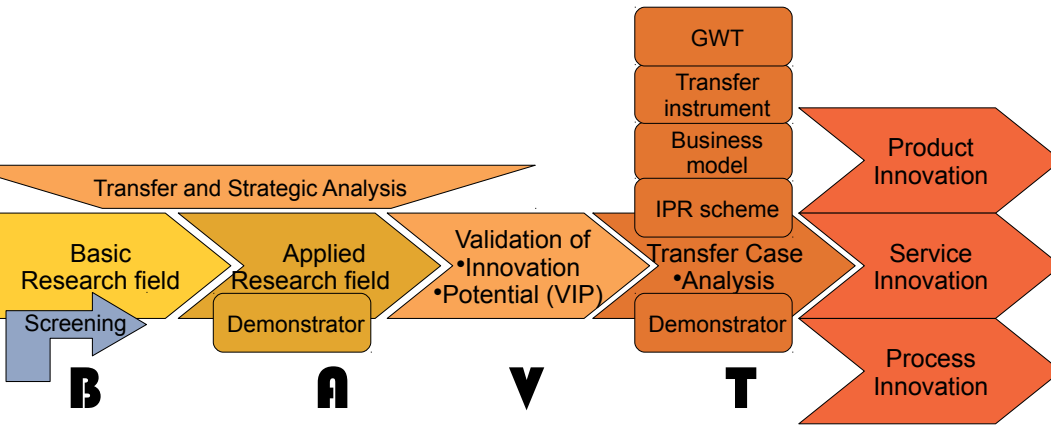 GWT
Transfer
instrument
Business
model
IPR scheme
Transfer and Strategic Analysis
Basic
Research field
Screening
Applied
Research field
Demonstrator
Validation of
•Innovation
•Potential (VIP)
Transfer Case
•Analysis
Demonstrator
Product
Innovation
Service
Innovation
Process
Innovation
B A V T